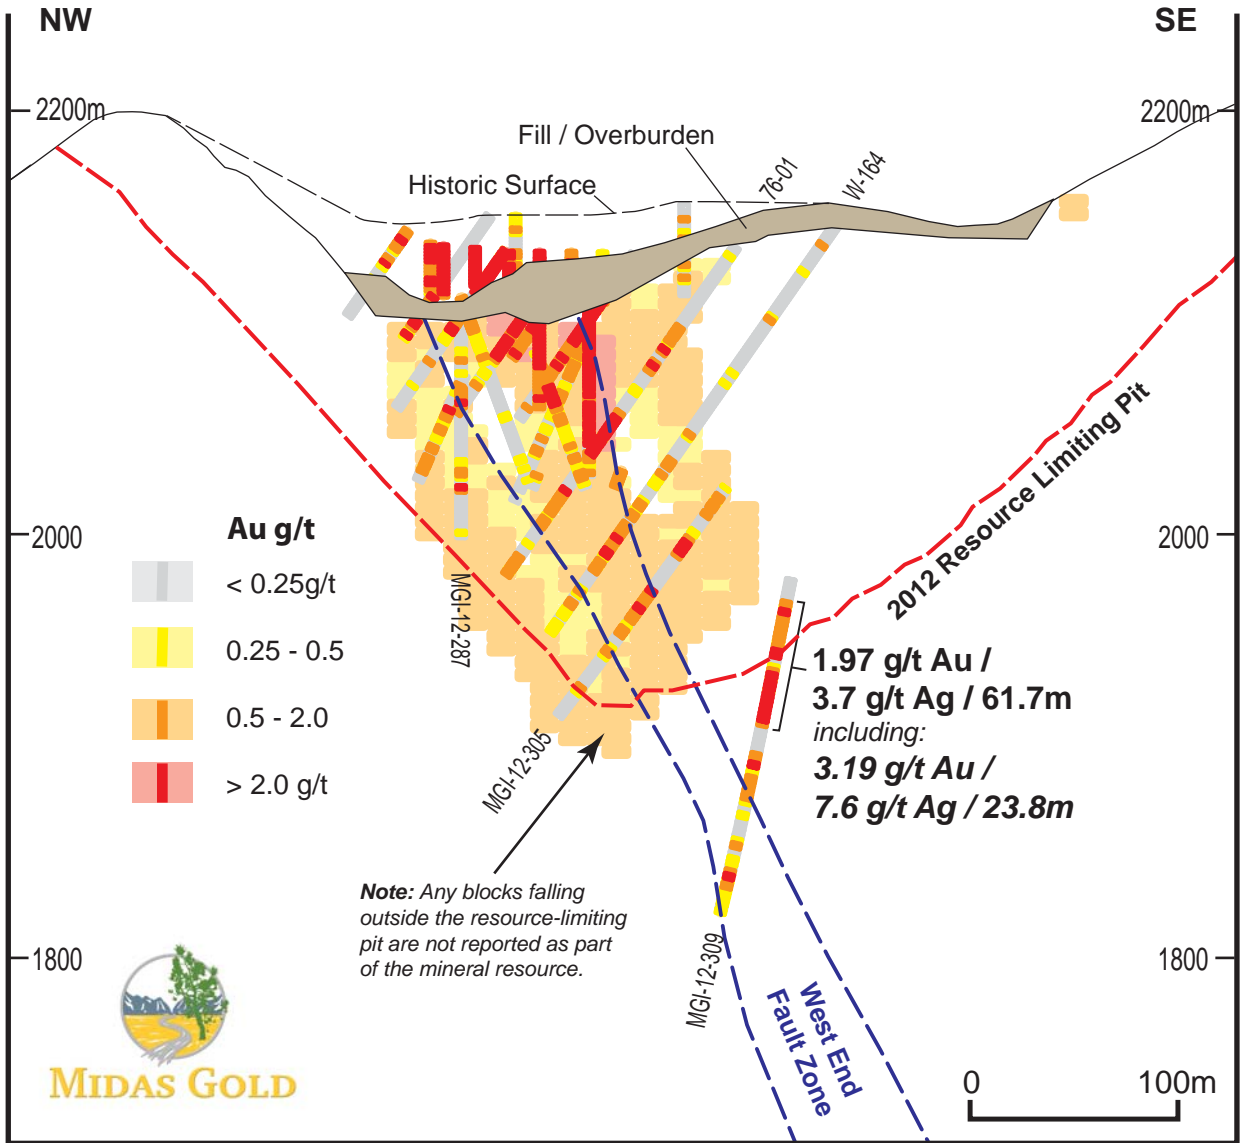 NW
SE
2200m
2200m
Fill / Overburden
Historic Surface
76-01
W-164
2012 Resource Limiting Pit
2000
2000
Au g/t
< 0.25g/t
0.25 - 0.5
0.5 - 2.0
> 2.0 g/t
MGI-12-287
MGI-12-305
1.97 g/t Au /
3.7 g/t Ag / 61.7m
including:
3.19 g/t Au /
7.6 g/t Ag / 23.8m
Note: Any blocks falling
outside the resource-limiting
pit are not reported as part
of the mineral resource.
MGI-12-309
1800
1800
West End
Fault Zone
MIDAS GOLD
0
100m